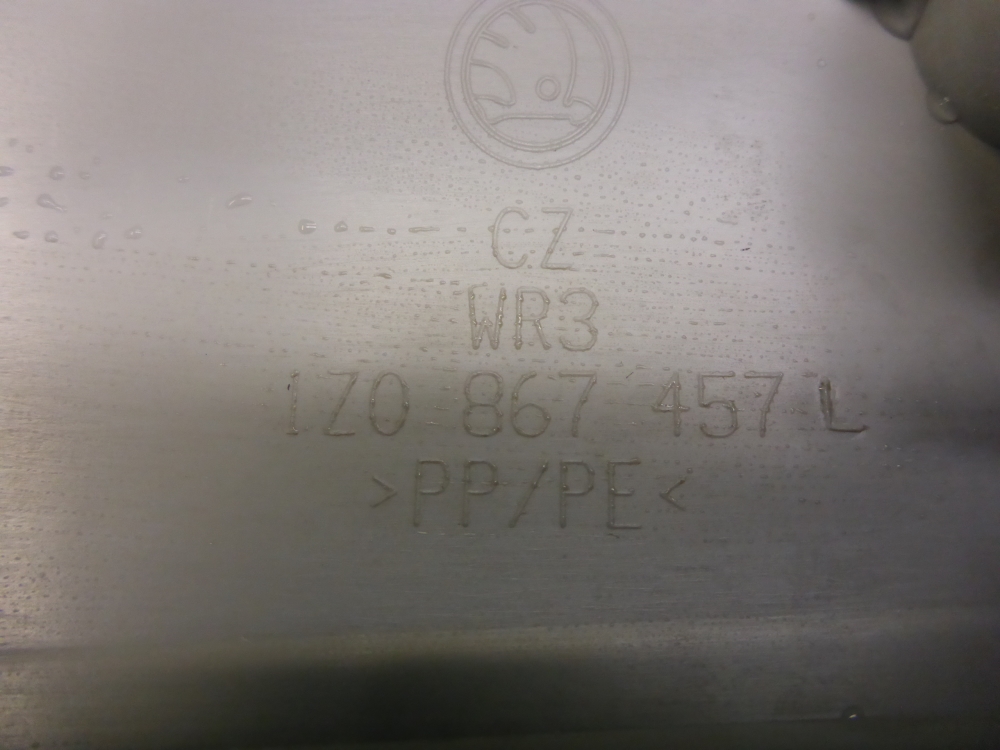 CZ
WR3
1Z0 867 457 L
>PP/PE<